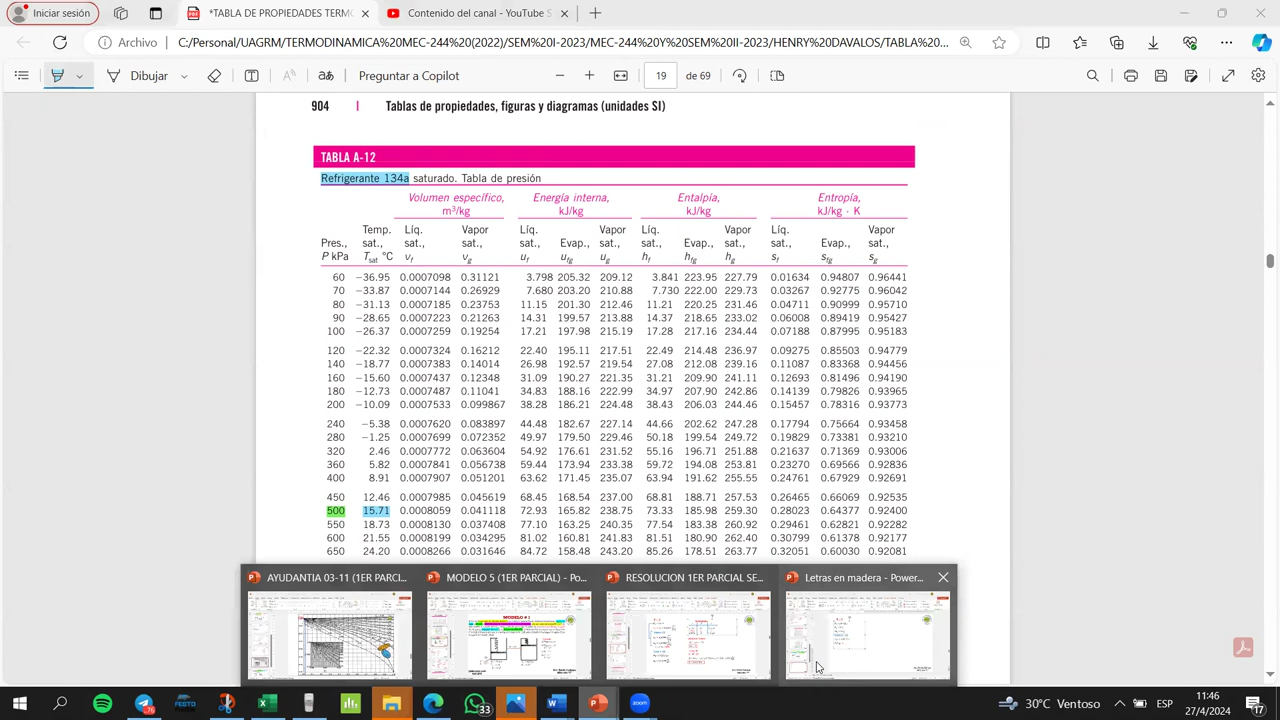 Iniciar sesión
*TABLA DE PROPIEDADES TERMO
Contenido del canal - YouTube S
Archivo
C:/Personal/UAGRM/TERMODINAMICA%20MEC-244%20(2022)/SEM%20I-2023/MEC-244%20Y%20SEM%20II-2023/HENRY%20DAVALOS/TABLA%20...
Dibujar
Preguntar a Copilot
19
de 69
904
Tablas de propiedades, figuras y diagramas (unidades SI)
TABLA A-12
Refrigerante 134a saturado. Tabla de presión
Volumen específico, Energía interna, Entalpía, Entropía,
m³/kg kJ/kg kJ/kg kJ/kg · K
Temp. Líq. Vapor Líq. Vapor Líq. Vapor Líq. Vapor
Pres., sat., sat., sat., sat., Evap., sat., sat., Evap., sat., sat., Evap., sat.,
P kPa Tsat °C vf vg uf ufg ug hf hfg hg sf sfg sg
60 −36.95 0.0007098 0.31121 3.798 205.32 209.12 3.841 223.95 227.79 0.01634 0.94807 0.96441
70 −33.87 0.0007144 0.26929 7.680 203.20 210.88 7.730 222.00 229.73 0.03267 0.92775 0.96042
80 −31.13 0.0007185 0.23753 11.15 201.30 212.46 11.21 220.25 231.46 0.04711 0.90999 0.95710
90 −28.65 0.0007223 0.21263 14.31 199.57 213.88 14.37 218.65 233.02 0.06008 0.89419 0.95427
100 −26.37 0.0007259 0.19254 17.21 197.98 215.19 17.28 217.16 234.44 0.07188 0.87995 0.95183
120 −22.32 0.0007324 0.16212 22.40 195.11 217.51 22.49 214.48 236.97 0.09275 0.85503 0.94779
140 −18.77 0.0007383 0.14014 26.98 192.57 219.54 27.08 212.08 239.16 0.11087 0.83368 0.94456
160 −15.60 0.0007437 0.12348 31.09 190.27 221.35 31.21 209.90 241.11 0.12693 0.81496 0.94190
180 −12.73 0.0007487 0.11041 34.83 188.16 222.99 34.97 207.90 242.86 0.14139 0.79826 0.93965
200 −10.09 0.0007533 0.099867 38.28 186.21 224.48 38.43 206.03 244.46 0.15457 0.78316 0.93773
240 −5.38 0.0007620 0.083897 44.48 182.67 227.14 44.66 202.62 247.28 0.17794 0.75664 0.93458
280 −1.25 0.0007699 0.072352 49.97 179.50 229.46 50.18 199.54 249.72 0.19829 0.73381 0.93210
320 2.46 0.0007772 0.063604 54.92 176.61 231.52 55.16 196.71 251.88 0.21637 0.71369 0.93006
360 5.82 0.0007841 0.056738 59.44 173.94 233.38 59.72 194.08 253.81 0.23270 0.69566 0.92836
400 8.91 0.0007907 0.051201 63.62 171.45 235.07 63.94 191.62 255.55 0.24761 0.67929 0.92691
450 12.46 0.0007985 0.045619 68.45 168.54 237.00 68.81 188.71 257.53 0.26465 0.66069 0.92535
500 15.71 0.0008059 0.041118 72.93 165.82 238.75 73.33 185.98 259.30 0.28023 0.64377 0.92400
550 18.73 0.0008130 0.037408 77.10 163.25 240.35 77.54 183.38 260.92 0.29461 0.62821 0.92282
600 21.55 0.0008199 0.034295 81.02 160.81 241.83 81.51 180.90 262.40 0.30799 0.61378 0.92177
650 24.20 0.0008266 0.031646 84.72 158.48 243.20 85.26 178.51 263.77 0.32051 0.60030 0.92081
AYUDANTIA 03-11 (1ER PARCI...
MODELO 5 (1ER PARCIAL) - Po...
RESOLUCION 1ER PARCIAL SE...
Letras en madera - Power...
MODELO # 5
76
33
30°C Ventoso
ESP
11:46
27/4/2024